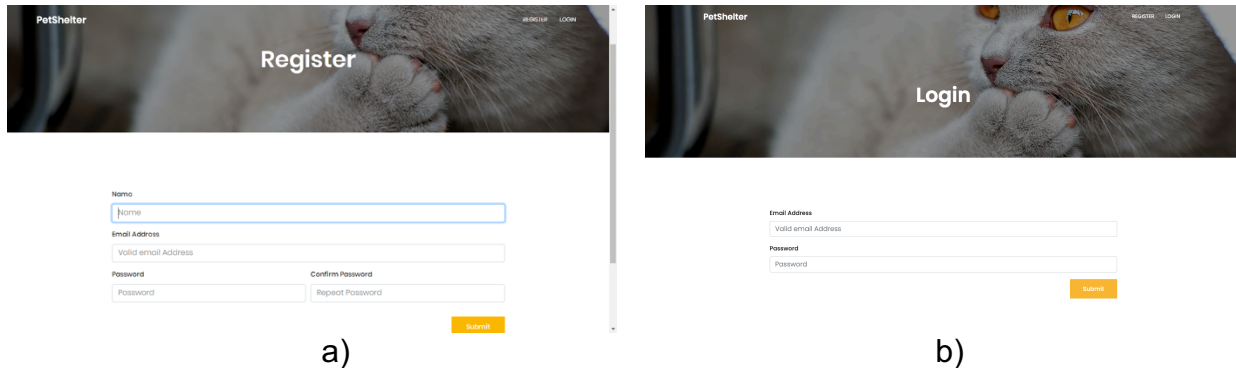 PetShelter REGISTER LOGIN
Register
Name
Name
Email Address
Valid email Address
Password Confirm Password
Password Repeat Password
Submit
a)
PetShelter REGISTER LOGIN
Login
Email Address
Valid email Address
Password
Password
Submit
b)